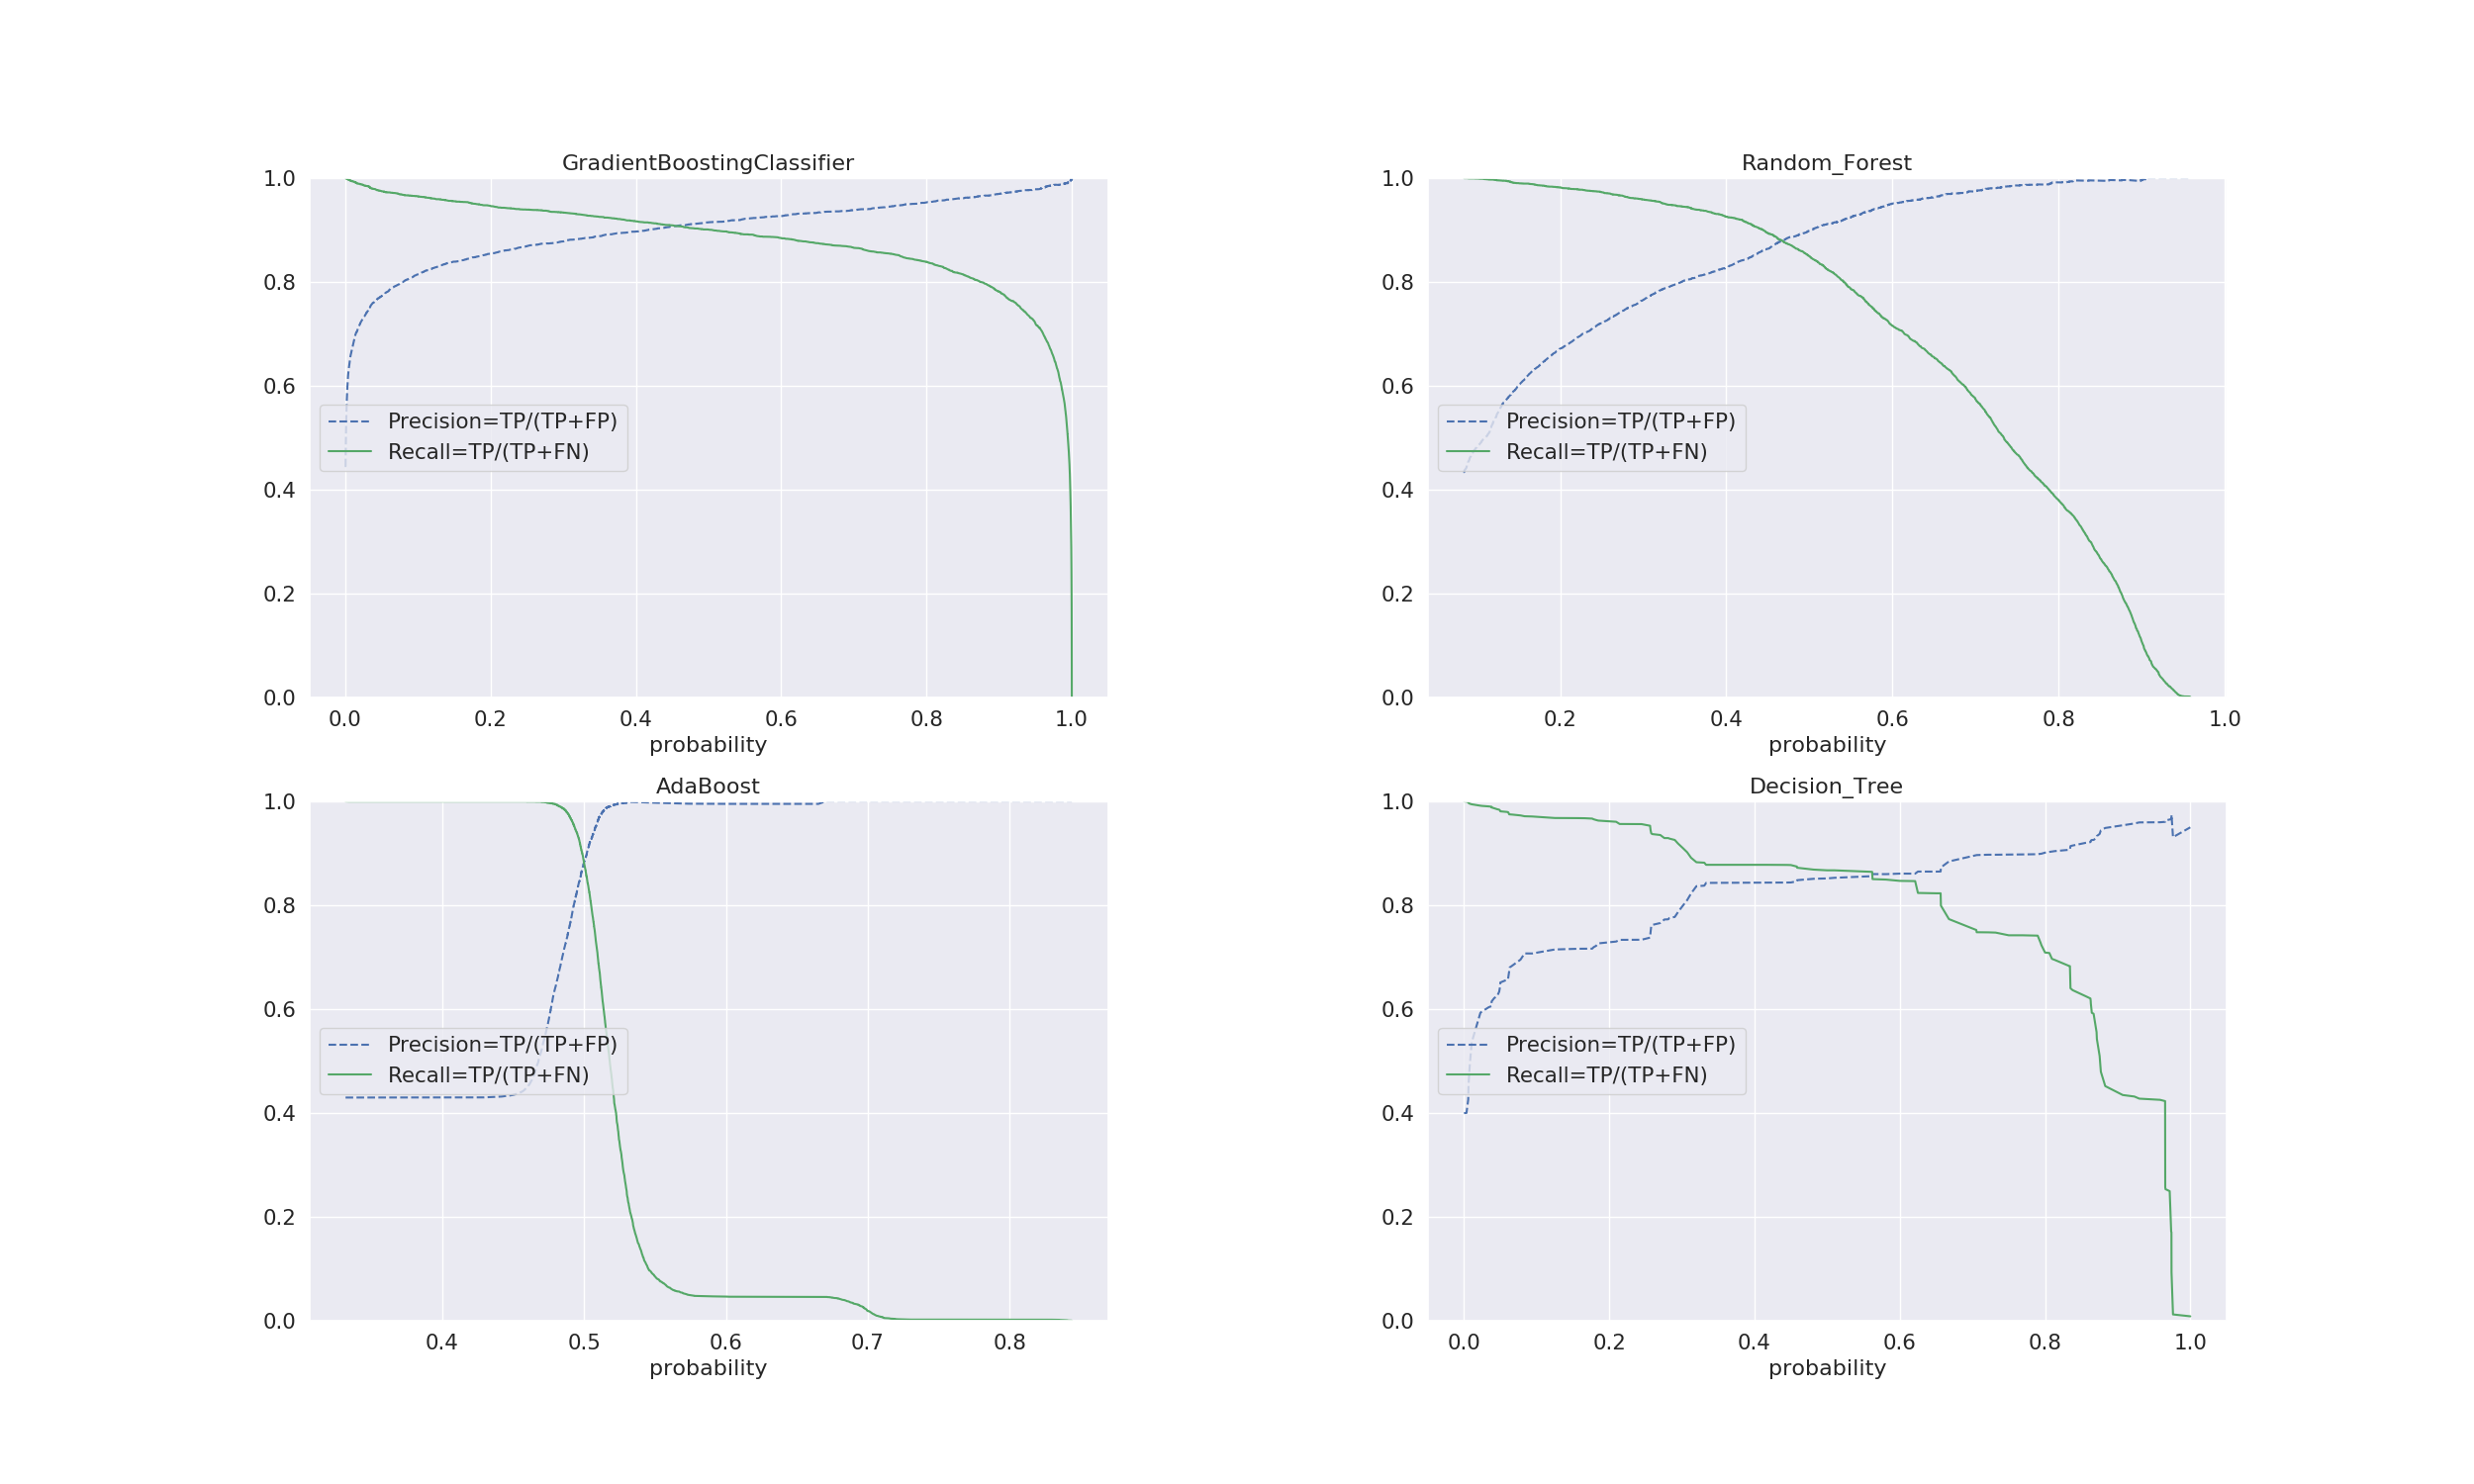 GradientBoostingClassifier
1.0
0.8
0.6
0.4
0.2
0.0
Precision=TP/(TP+FP)
Recall=TP/(TP+FN)
0.0 0.2 0.4 0.6 0.8 1.0
probability
Random_Forest
1.0
0.8
0.6
0.4
0.2
0.0
Precision=TP/(TP+FP)
Recall=TP/(TP+FN)
0.2 0.4 0.6 0.8 1.0
probability
AdaBoost
1.0
0.8
0.6
0.4
0.2
0.0
Precision=TP/(TP+FP)
Recall=TP/(TP+FN)
0.4 0.5 0.6 0.7 0.8
probability
Decision_Tree
1.0
0.8
0.6
0.4
0.2
0.0
Precision=TP/(TP+FP)
Recall=TP/(TP+FN)
0.0 0.2 0.4 0.6 0.8 1.0
probability